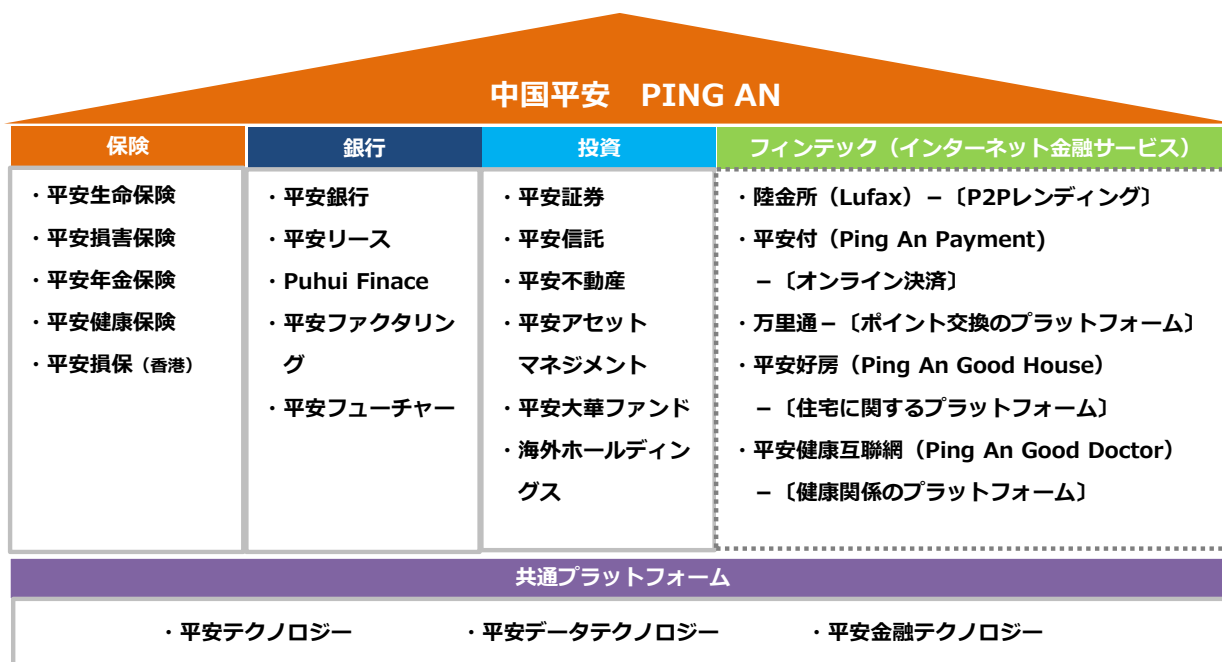 中国平安　PING AN
保険
・平安生命保険
・平安損害保険
・平安年金保険
・平安健康保険
・平安損保（香港）
銀行
・平安銀行
・平安リース
・Puhui Finace
・平安ファクタリン
グ
・平安フューチャー
投資
・平安証券
・平安信託
・平安不動産
・平安アセット
マネジメント
・平安大華ファンド
・海外ホールディン
グス
フィンテック（インターネット金融サービス）
・陸金所（Lufax）－〔P2Pレンディング〕
・平安付（Ping An Payment)
－〔オンライン決済〕
・万里通－〔ポイント交換のプラットフォーム〕
・平安好房（Ping An Good House）
－〔住宅に関するプラットフォーム〕
・平安健康互聯網（Ping An Good Doctor）
－〔健康関係のプラットフォーム〕
共通プラットフォーム
・平安テクノロジー　・平安データテクノロジー　・平安金融テクノロジー